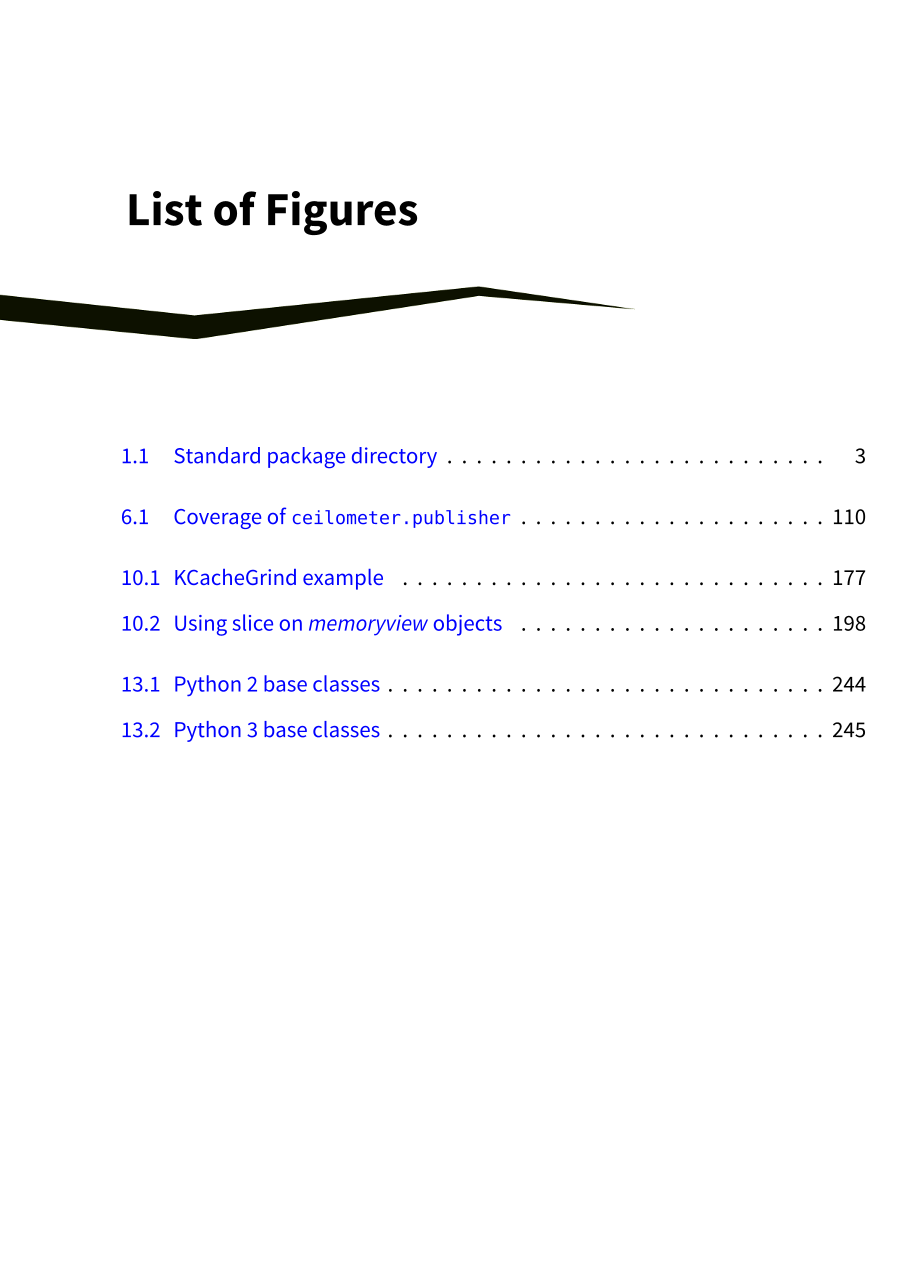 List of Figures
1.1 Standard package directory . . . . . . . . . . . . . . . . . . . . . . . . . . 3
6.1 Coverage of ceilometer.publisher . . . . . . . . . . . . . . . . . . . . . 110
10.1 KCacheGrind example . . . . . . . . . . . . . . . . . . . . . . . . . . . . . 177
10.2 Using slice on memoryview objects . . . . . . . . . . . . . . . . . . . . . 198
13.1 Python 2 base classes . . . . . . . . . . . . . . . . . . . . . . . . . . . . . . 244
13.2 Python 3 base classes . . . . . . . . . . . . . . . . . . . . . . . . . . . . . . 245